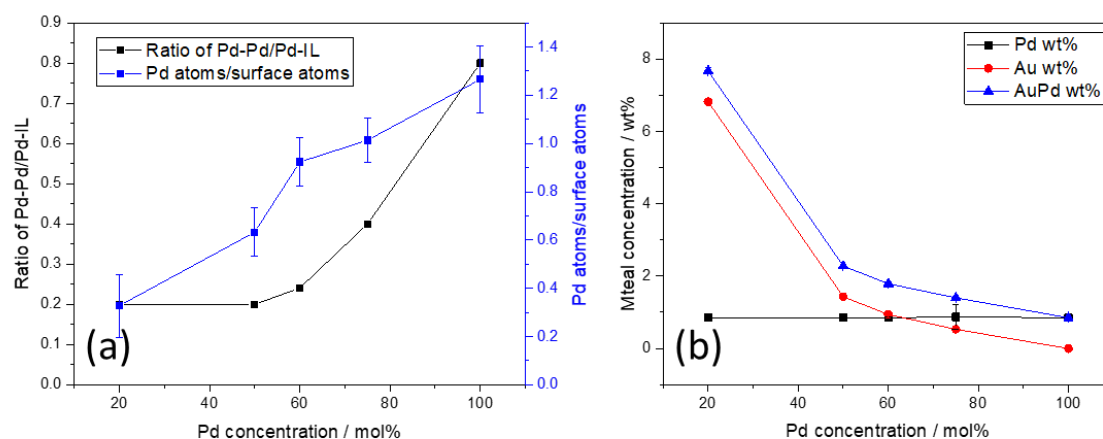 Ratio of Pd-Pd/Pd-IL
Pd atoms/surface atoms
Ratio of Pd-Pd/Pd-IL
0.9
0.8
0.7
0.6
0.5
0.4
0.3
0.2
0.1
0.0
(a)
1.4
1.2
1.0
0.8
0.6
0.4
0.2
0.0
Pd atoms/surface atoms
20 40 60 80 100
Pd concentration / mol%
Pd wt%
Au wt%
AuPd wt%
Mteal concentration / wt%
8
6
4
2
0
(b)
20 40 60 80 100
Pd concentration / mol%